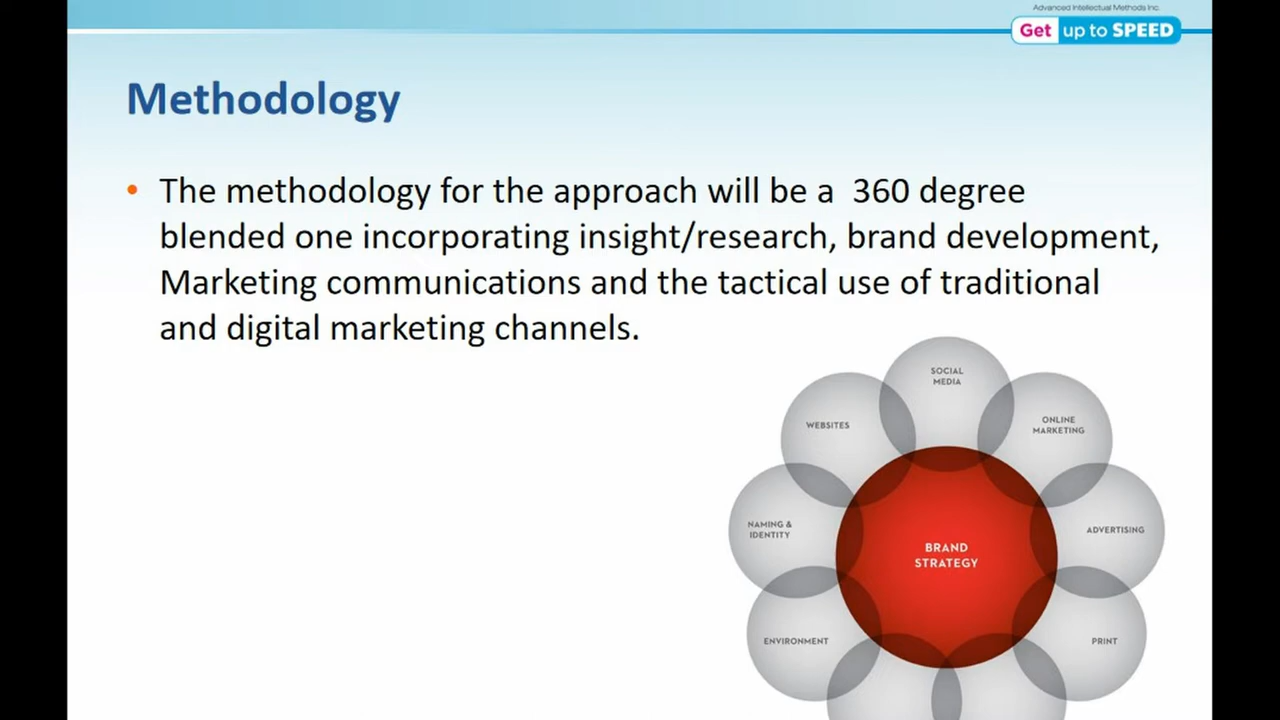 Advanced Intellectual Methods Inc.
Get up to SPEED
Methodology
• The methodology for the approach will be a 360 degree
blended one incorporating insight/research, brand development,
Marketing communications and the tactical use of traditional
and digital marketing channels.
SOCIAL
MEDIA
WEBSITES
ONLINE
MARKETING
NAMING &
IDENTITY
ADVERTISING
BRAND
STRATEGY
ENVIRONMENT
PRINT